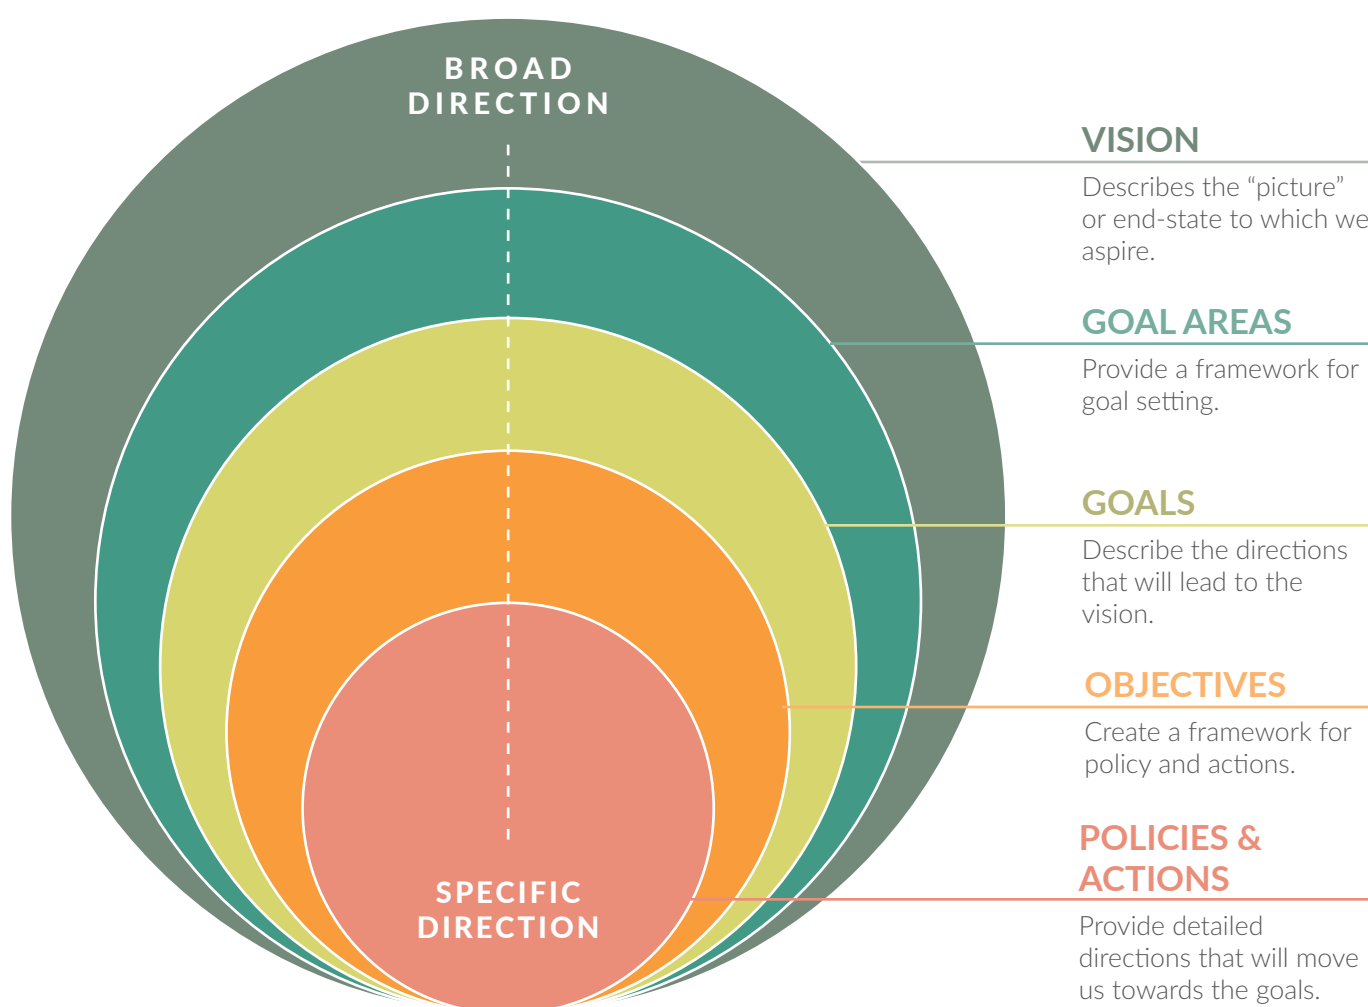 BROAD
DIRECTION
VISION
Describes the “picture”
or end-state to which we
aspire.
GOAL AREAS
Provide a framework for
goal setting.
GOALS
Describe the directions
that will lead to the
vision.
OBJECTIVES
Create a framework for
policy and actions.
POLICIES &
ACTIONS
Provide detailed
directions that will move
us towards the goals.
SPECIFIC
DIRECTION